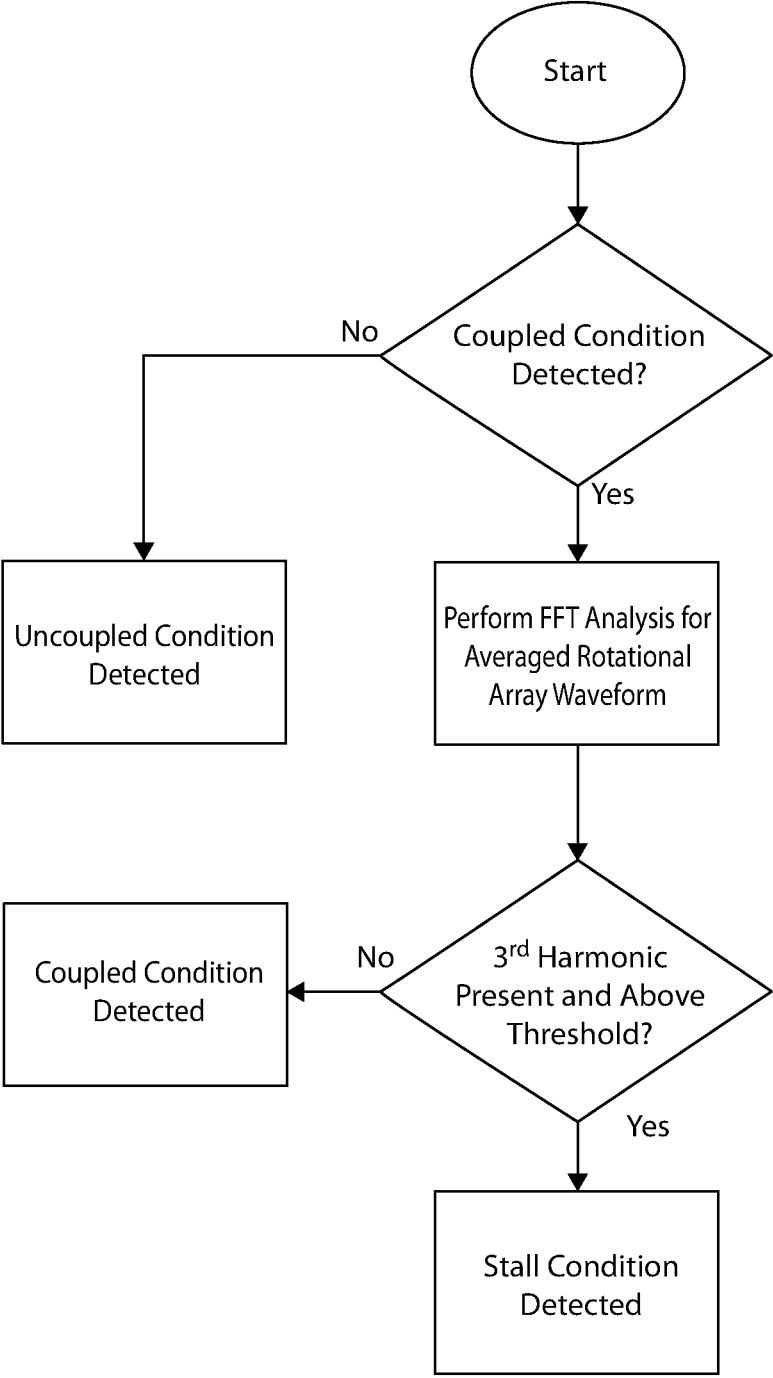 Start
No
Coupled Condition
Detected?
Yes
Uncoupled Condition
Detected
Perform FFT Analysis for
Averaged Rotational
Array Waveform
No
3rd Harmonic
Present and Above
Threshold?
Coupled Condition
Detected
Yes
Stall Condition
Detected